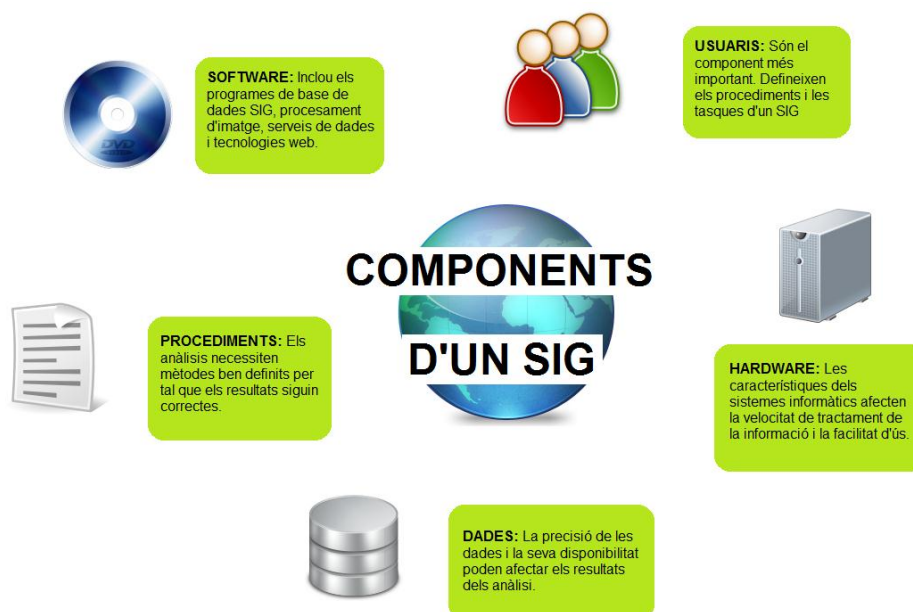 SOFTWARE: Inclou els
programes de base de
dades SIG, procesament
d'imatge, serveis de dades
i tecnologies web.
DVD
USUARIS: Són el
component més
important. Defineixen
els procediments i les
tasques d'un SIG
COMPONENTS
D'UN SIG
PROCEDIMENTS: Els
anàlisis necessiten
mètodes ben definits per
tal que els resultats siguin
correctes.
HARDWARE: Les
característiques dels
sistemes informàtics afecten
la velocitat de tractament de
la informació i la facilitat d'ús.
DADES: La precisió de les
dades i la seva disponibilitat
poden afectar els resultats
dels anàlisi.